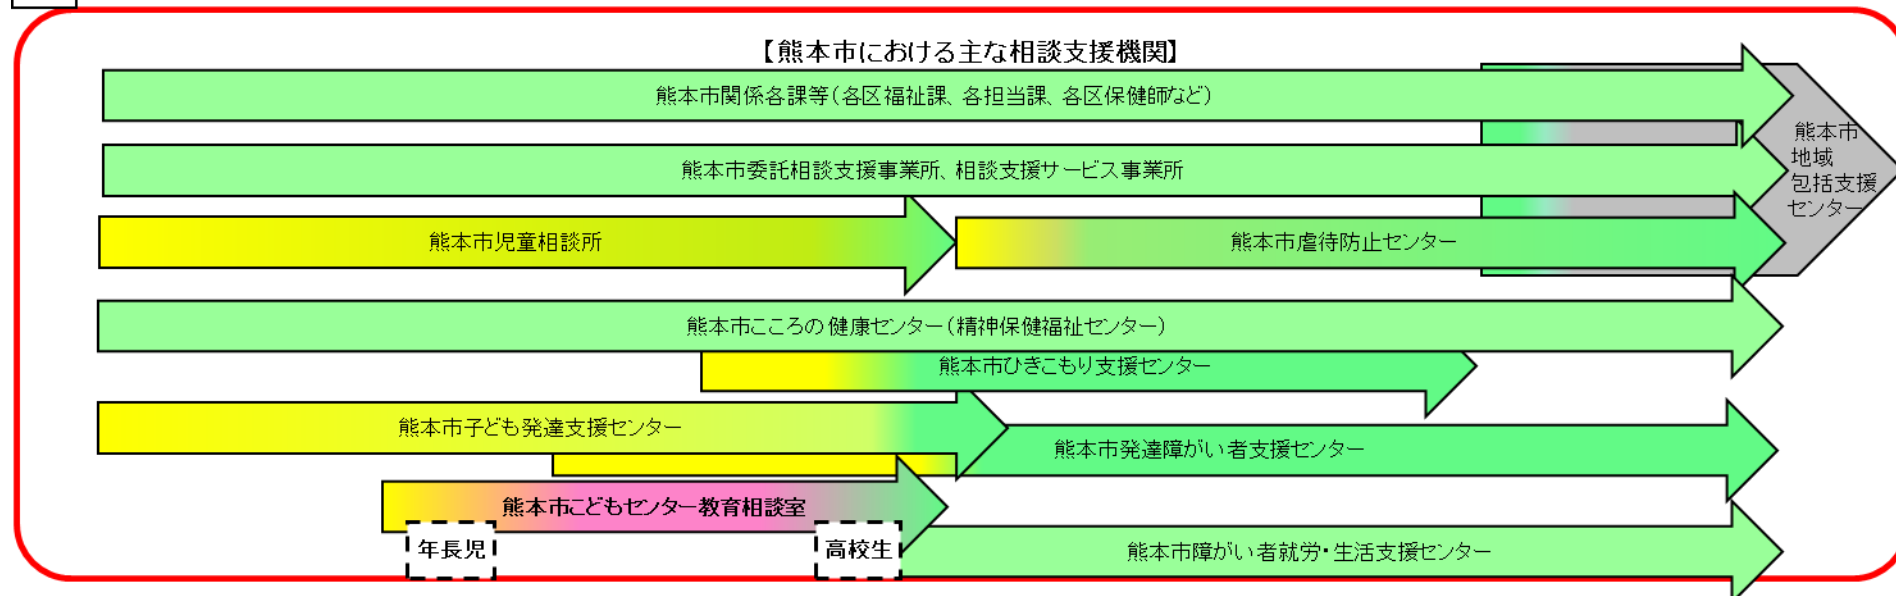 【熊本市における主な相談支援機関】
熊本市関係各課等(各区福祉課、各担当課、各区保健師など)
熊本市
地域
包括支援
センター
熊本市委託相談支援事業所、相談支援サービス事業所
熊本市児童相談所
熊本市虐待防止センター
熊本市こころの健康センター(精神保健福祉センター)
熊本市ひきこもり支援センター
熊本市子ども発達支援センター
熊本市発達障がい者支援センター
熊本市こどもセンター教育相談室
年長児
高校生
熊本市障がい者就労・生活支援センター